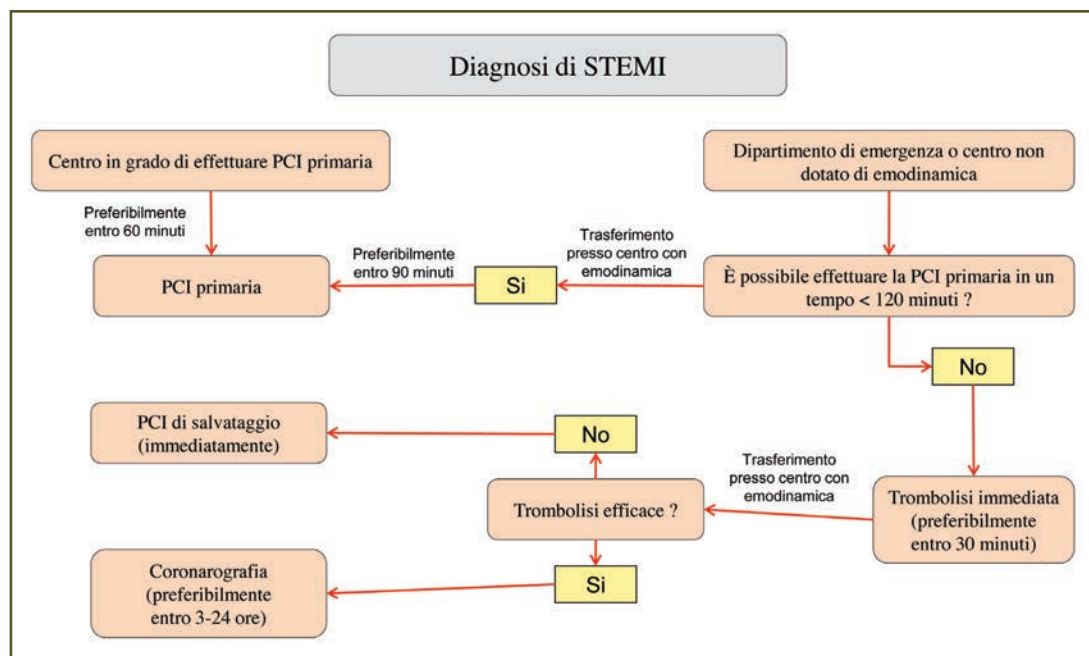 Diagnosi di STEMI
Centro in grado di effettuare PCI primaria
Dipartimento di emergenza o centro non
dotato di emodinamica
Preferibilmente
entro 60 minuti
PCI primaria
Preferibilmente
entro 90 minuti
Si
Trasferimento
presso centro con
emodinamica
È possibile effettuare la PCI primaria in un
tempo < 120 minuti ?
No
PCI di salvataggio
(immediatamente)
No
Trombolisi efficace ?
Trasferimento
presso centro con
emodinamica
Trombolisi immediata
(preferibilmente
entro 30 minuti)
Si
Coronarografia
(preferibilmente
entro 3-24 ore)